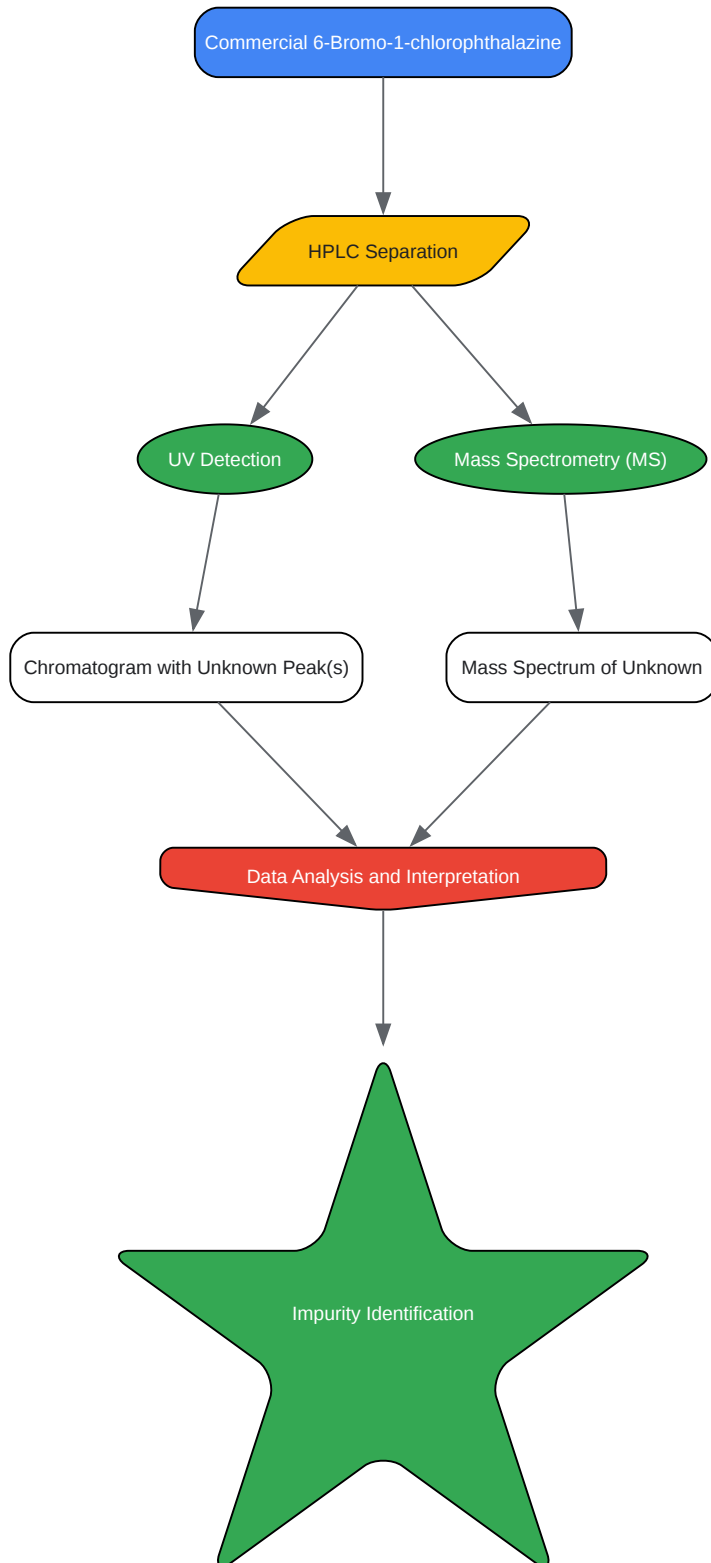 Commercial 6-Bromo-1-chlorophthalazine
HPLC Separation
UV Detection
Mass Spectrometry (MS)
Chromatogram with Unknown Peak(s)
Mass Spectrum of Unknown
Data Analysis and Interpretation
Impurity Identification